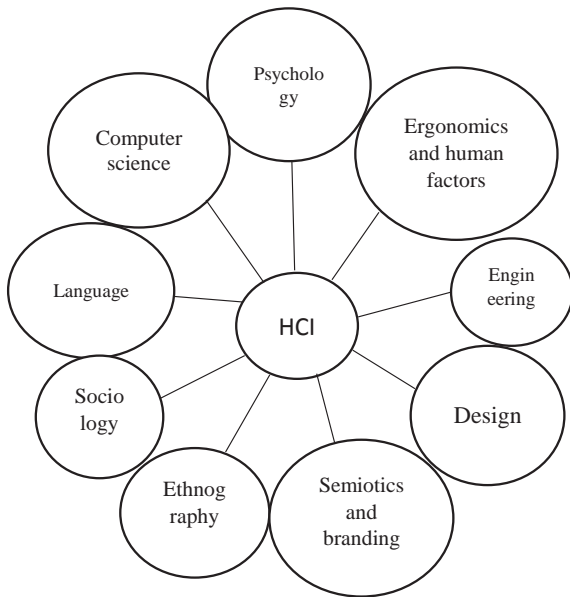 Psycholo
gy
Computer
science
Ergonomics
and human
factors
Language
Engin
eering
HCI
Socio
logy
Design
Ethnog
raphy
Semiotics
and
branding